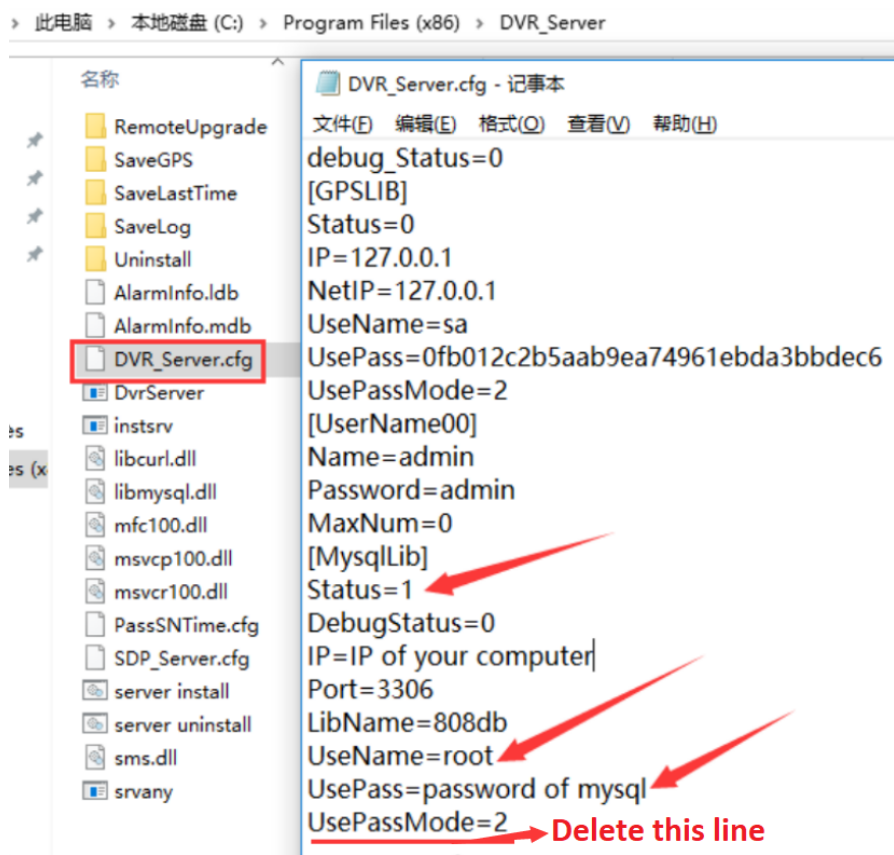 › 此电脑 › 本地磁盘 (C:) › Program Files (x86) › DVR_Server
名称
RemoteUpgrade
SaveGPS
SaveLastTime
SaveLog
Uninstall
AlarmInfo.ldb
AlarmInfo.mdb
DVR_Server.cfg
DvrServer
instsrv
libcurl.dll
libmysql.dll
mfc100.dll
msvcp100.dll
msvcr100.dll
PassSNTime.cfg
SDP_Server.cfg
server install
server uninstall
sms.dll
srvany
DVR_Server.cfg - 记事本
文件(F) 编辑(E) 格式(O) 查看(V) 帮助(H)
debug_Status=0
[GPSLIB]
Status=0
IP=127.0.0.1
NetIP=127.0.0.1
UseName=sa
UsePass=0fb012c2b5aab9ea74961ebda3bbdec6
UsePassMode=2
[UserName00]
Name=admin
Password=admin
MaxNum=0
[MysqlLib]
Status=1
DebugStatus=0
IP=IP of your computer
Port=3306
LibName=808db
UseName=root
UsePass=password of mysql
UsePassMode=2 Delete this line